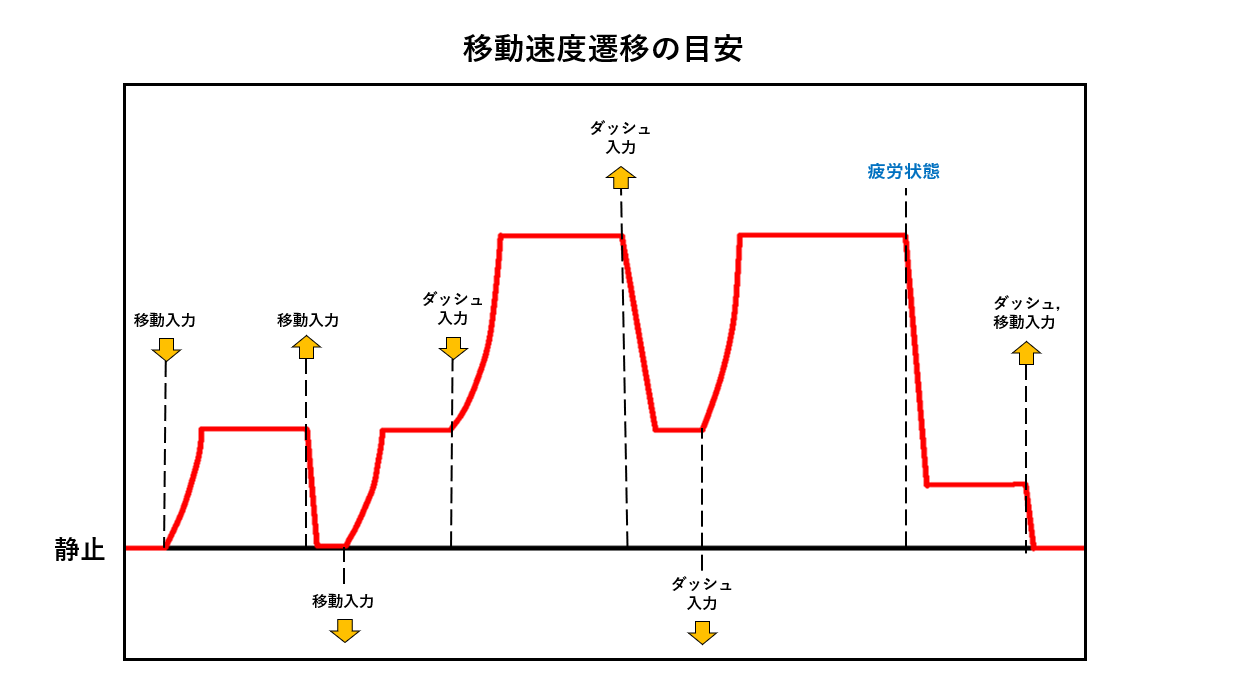 移動速度遷移の目安
ダッシュ
入力
疲労状態
ダッシュ
入力
ダッシュ,
移動入力
移動入力
移動入力
静止
移動入力
ダッシュ
入力